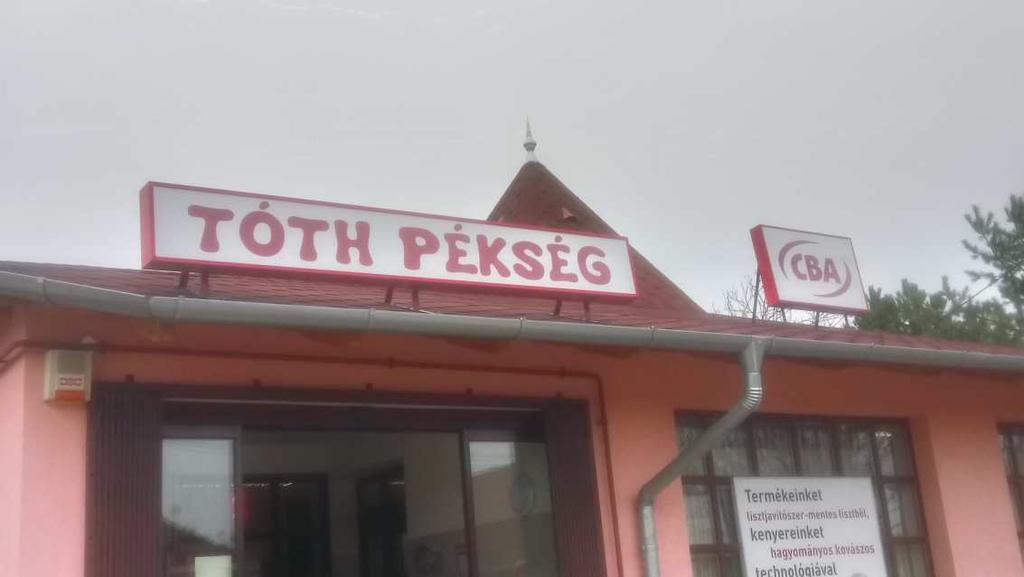 TÓTH PÉKSÉG
CBA
DSC
Termékeinket
lisztjavítószer-mentes lisztből,
kenyereinket
hagyományos kovászos
technológiával